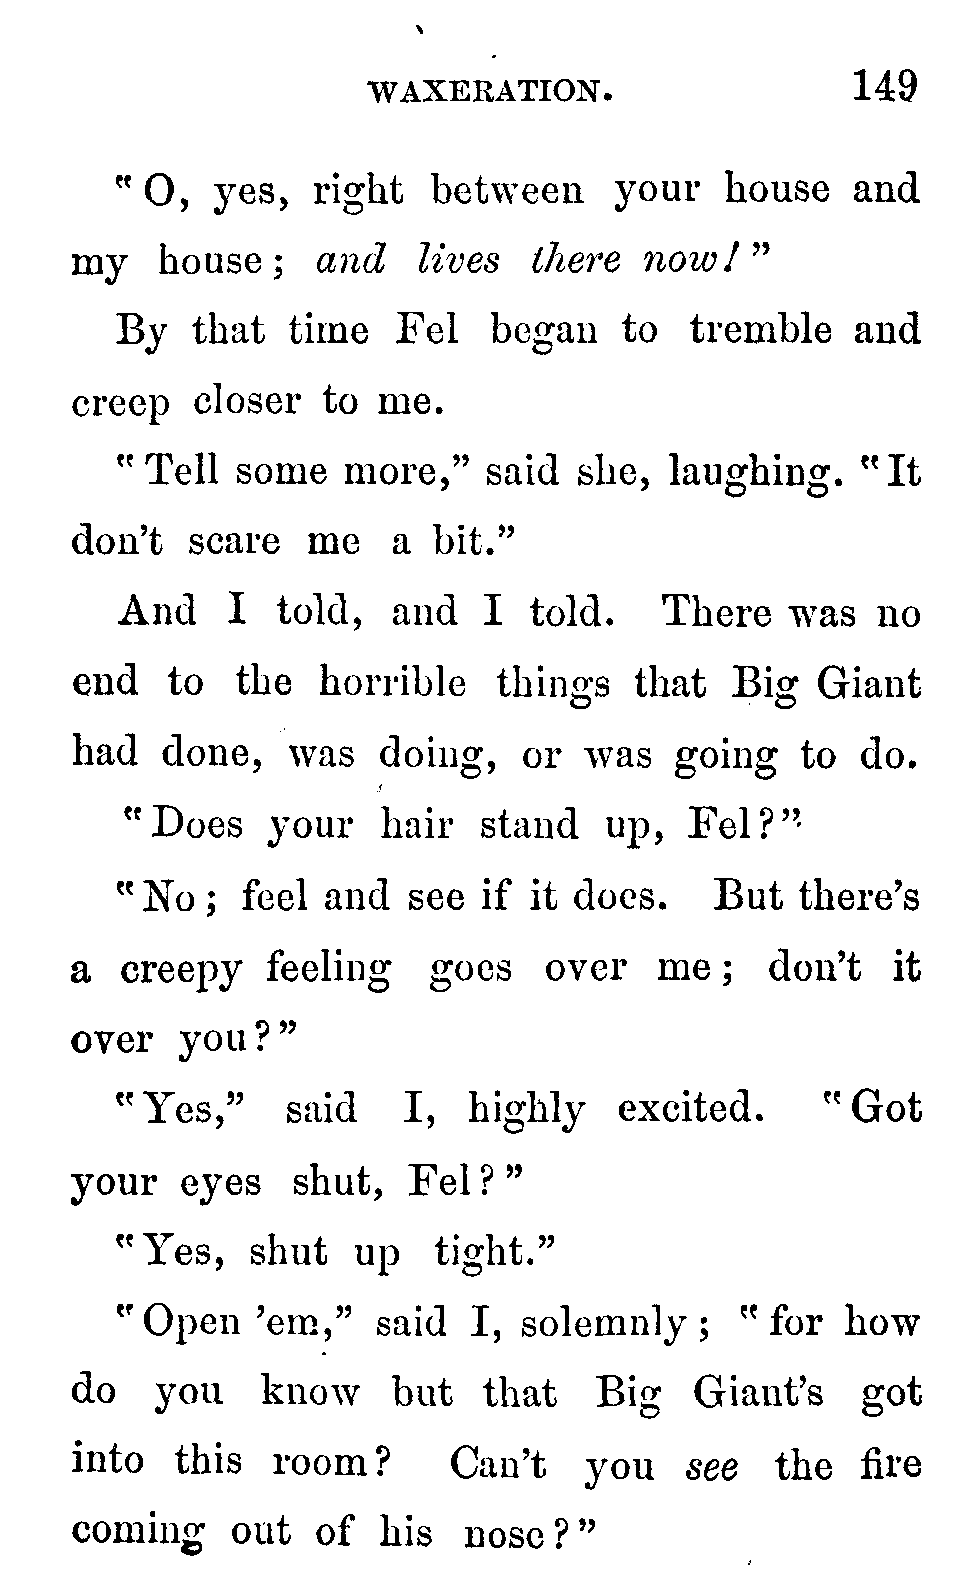 WAXERATION. 149
"O, yes, right between your house and
my house; and lives there now!"
By that time Fel began to tremble and
creep closer to me.
"Tell some more," said she, laughing. "It
don't scare me a bit."
And I told, and I told. There was no
end to the horrible things that Big Giant
had done, was doing, or was going to do.
"Does your hair stand up, Fel?"
"No; feel and see if it does. But there's
a creepy feeling goes over me; don't it
over you?"
"Yes," said I, highly excited. "Got
your eyes shut, Fel?"
"Yes, shut up tight."
"Open 'em," said I, solemnly; "for how
do you know but that Big Giant's got
into this room? Can't you see the fire
coming out of his nose?"